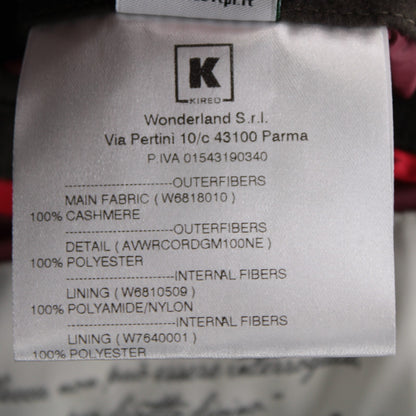 K
KIRED
Wonderland S.r.l.
Via Pertini 10/c 43100 Parma
P.IVA 01543190340
--------------------OUTERFIBERS
MAIN FABRIC ( W6818010 )
100% CASHMERE
--------------------OUTERFIBERS
DETAIL ( AVWRCORDGM100NE )
100% POLYESTER
--------------------INTERNAL FIBERS
LINING ( W6810509 )
100% POLYAMIDE/NYLON
--------------------INTERNAL FIBERS
LINING ( W7640001 )
100% POLYESTER